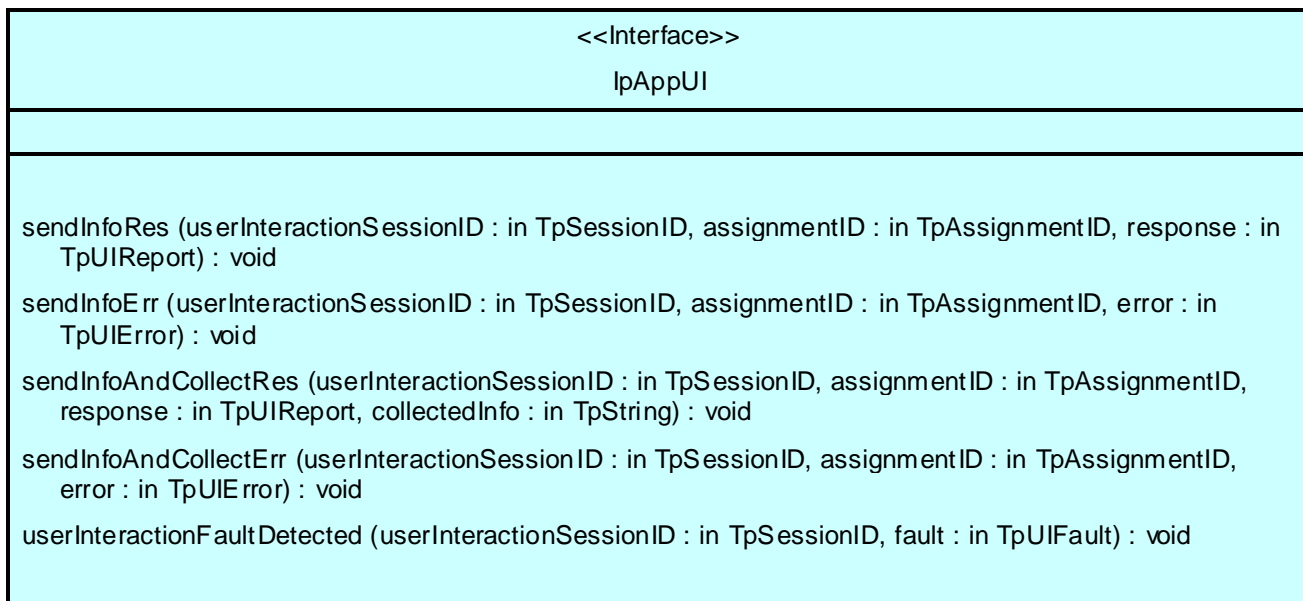 <<Interface>>
IpAppUI
sendInfoRes (userInteractionSessionID : in TpSessionID, assignmentID : in TpAssignmentID, response : in
TpUIReport) : void
sendInfoErr (userInteractionSessionID : in TpSessionID, assignmentID : in TpAssignmentID, error : in
TpUIError) : void
sendInfoAndCollectRes (userInteractionSessionID : in TpSessionID, assignmentID : in TpAssignmentID,
response : in TpUIReport, collectedInfo : in TpString) : void
sendInfoAndCollectErr (userInteractionSessionID : in TpSessionID, assignmentID : in TpAssignmentID,
error : in TpUIError) : void
userInteractionFaultDetected (userInteractionSessionID : in TpSessionID, fault : in TpUIFault) : void